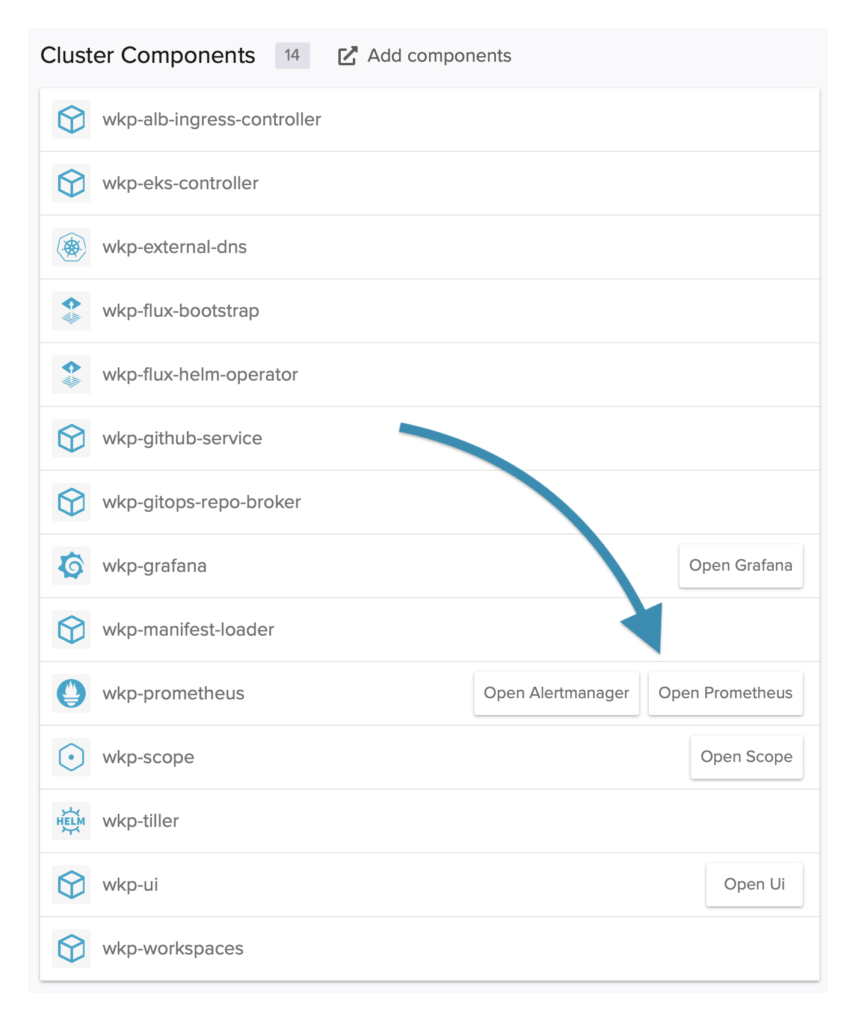 Cluster Components 14 Add components
wkp-alb-ingress-controller
wkp-eks-controller
wkp-external-dns
wkp-flux-bootstrap
wkp-flux-helm-operator
wkp-github-service
wkp-gitops-repo-broker
wkp-grafana Open Grafana
wkp-manifest-loader
wkp-prometheus Open Alertmanager Open Prometheus
wkp-scope Open Scope
HELM wkp-tiller
wkp-ui Open Ui
wkp-workspaces